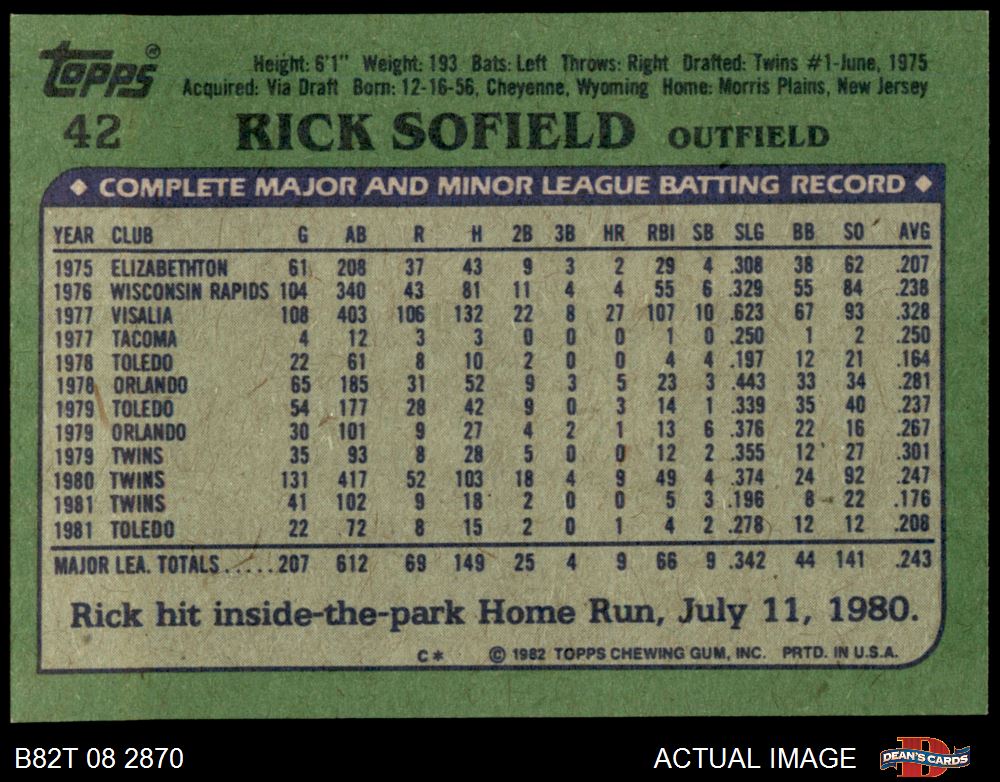 Topps®
Height: 6'1" Weight: 193 Bats: Left Throws: Right Drafted: Twins #1-June, 1975
Acquired: Via Draft Born: 12-16-56, Cheyenne, Wyoming Home: Morris Plains, New Jersey
42 RICK SOFIELD OUTFIELD
♦ COMPLETE MAJOR AND MINOR LEAGUE BATTING RECORD ♦
YEAR CLUB G AB R H 2B 3B HR RBI SB SLG BB SO AVG
1975 ELIZABETHTON 61 208 37 43 9 3 2 29 4 .308 38 62 .207
1976 WISCONSIN RAPIDS 104 340 43 81 11 4 4 55 6 .329 55 84 .238
1977 VISALIA 108 403 106 132 22 8 27 107 10 .623 67 93 .328
1977 TACOMA 4 12 3 3 0 0 0 1 0 .250 1 2 .250
1978 TOLEDO 22 61 8 10 2 0 0 4 4 .197 12 21 .164
1978 ORLANDO 65 185 31 52 9 3 5 23 3 .443 33 34 .281
1979 TOLEDO 54 177 28 42 9 0 3 14 1 .339 35 40 .237
1979 ORLANDO 30 101 9 27 4 2 1 13 6 .376 22 16 .267
1979 TWINS 35 93 8 28 5 0 0 12 2 .355 12 27 .301
1980 TWINS 131 417 52 103 18 4 9 49 4 .374 24 92 .247
1981 TWINS 41 102 9 18 2 0 0 5 3 .196 8 22 .176
1981 TOLEDO 22 72 8 15 2 0 1 4 2 .278 12 12 .208
MAJOR LEA. TOTALS......207 612 69 149 25 4 9 66 9 .342 44 141 .243
Rick hit inside-the-park Home Run, July 11, 1980.
C* © 1982 TOPPS CHEWING GUM, INC. PRTD. IN U.S.A.
B82T 08 2870 ACTUAL IMAGE DEAN'S CARDS